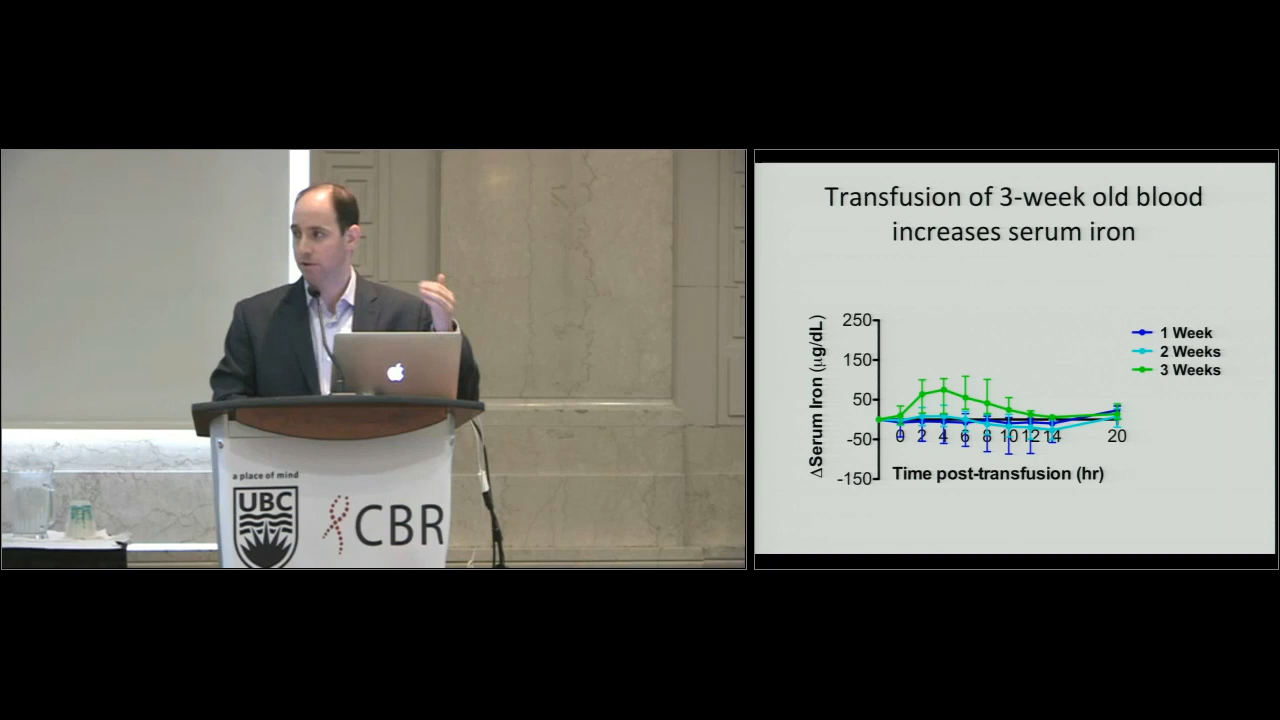 a place of mind
UBC
CBR
Transfusion of 3-week old blood
increases serum iron
ΔSerum Iron (µg/dL)
250
150
50
-50
-150
0 2 4 6 8 10 12 14 20
Time post-transfusion (hr)
1 Week
2 Weeks
3 Weeks